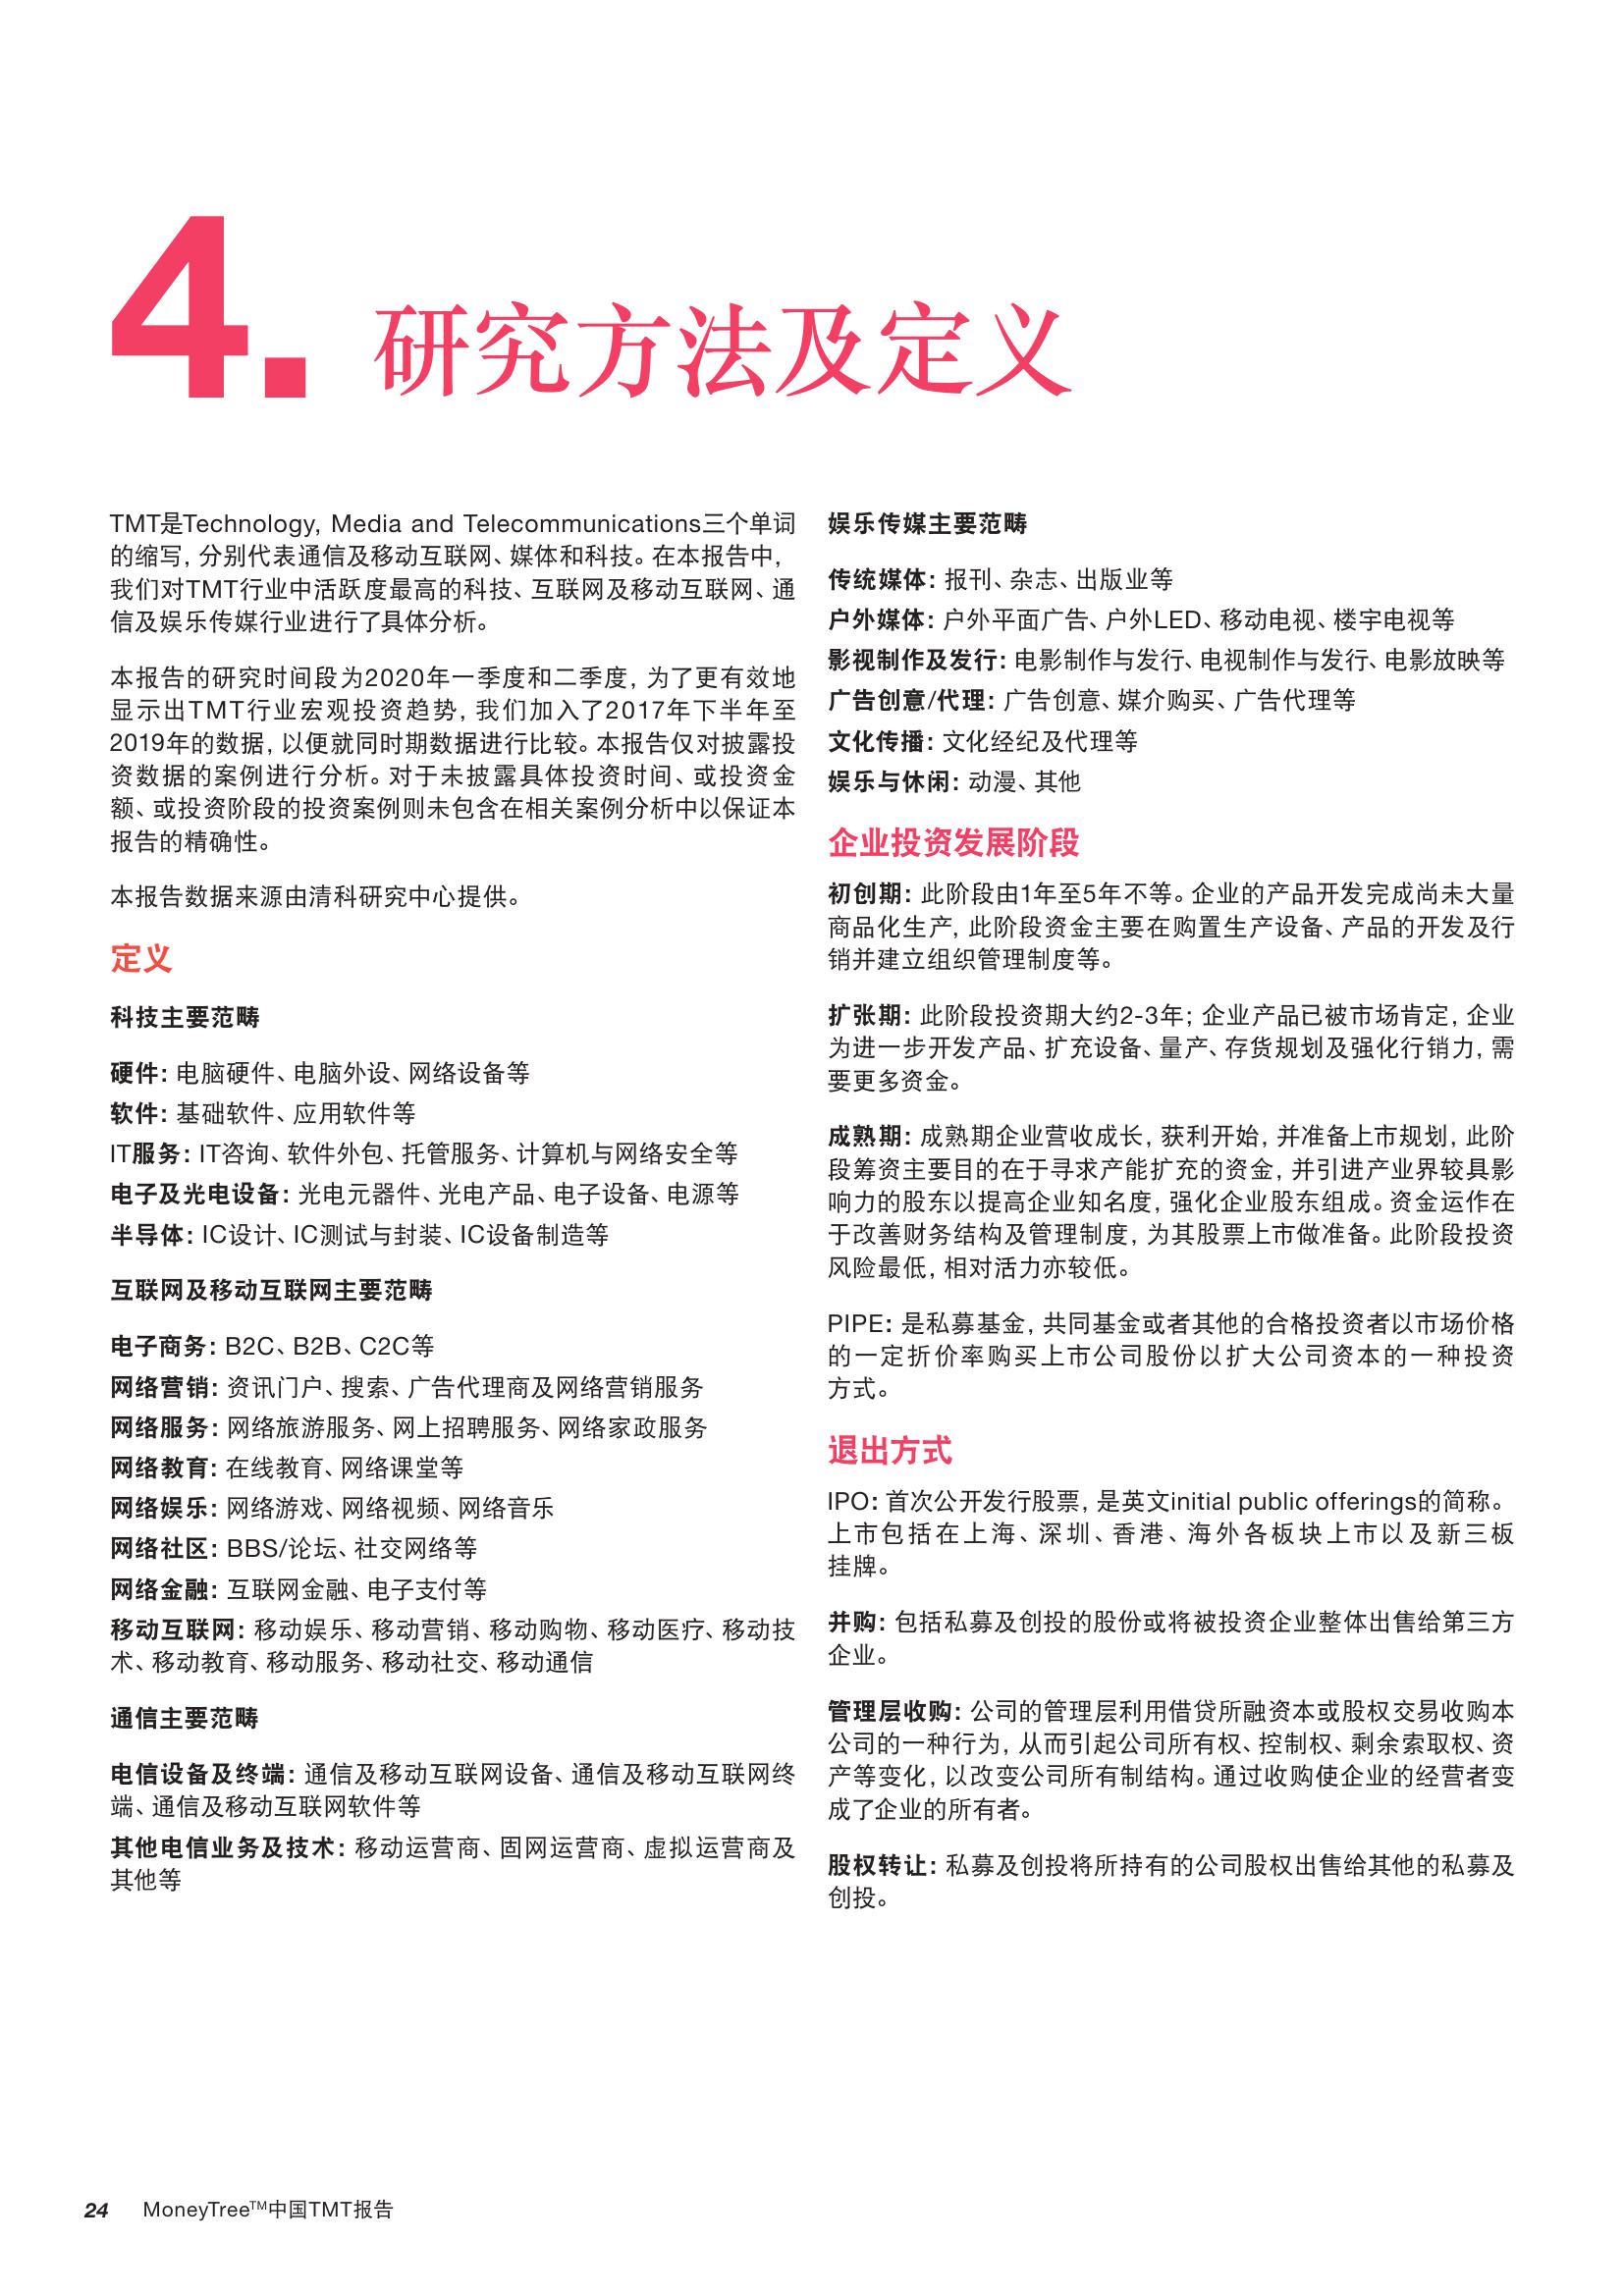 4. 研究方法及定义
TMT是Technology, Media and Telecommunications三个单词
的缩写，分别代表通信及移动互联网、媒体和科技。在本报告中，
我们对TMT行业中活跃度最高的科技、互联网及移动互联网、通
信及娱乐传媒行业进行了具体分析。
本报告的研究时间段为2020年一季度和二季度，为了更有效地
显示出TMT行业宏观投资趋势，我们加入了2017年下半年至
2019年的数据，以便就同时期数据进行比较。本报告仅对披露投
资数据的案例进行分析。对于未披露具体投资时间、或投资金
额、或投资阶段的投资案例则未包含在相关案例分析中以保证本
报告的精确性。
本报告数据来源由清科研究中心提供。
定义
科技主要范畴
硬件：电脑硬件、电脑外设、网络设备等
软件：基础软件、应用软件等
IT服务：IT咨询、软件外包、托管服务、计算机与网络安全等
电子及光电设备：光电元器件、光电产品、电子设备、电源等
半导体：IC设计、IC测试与封装、IC设备制造等
互联网及移动互联网主要范畴
电子商务：B2C、B2B、C2C等
网络营销：资讯门户、搜索、广告代理商及网络营销服务
网络服务：网络旅游服务、网上招聘服务、网络家政服务
网络教育：在线教育、网络课堂等
网络娱乐：网络游戏、网络视频、网络音乐
网络社区：BBS/论坛、社交网络等
网络金融：互联网金融、电子支付等
移动互联网：移动娱乐、移动营销、移动购物、移动医疗、移动技
术、移动教育、移动服务、移动社交、移动通信
通信主要范畴
电信设备及终端：通信及移动互联网设备、通信及移动互联网终
端、通信及移动互联网软件等
其他电信业务及技术：移动运营商、固网运营商、虚拟运营商及
其他等
娱乐传媒主要范畴
传统媒体：报刊、杂志、出版业等
户外媒体：户外平面广告、户外LED、移动电视、楼宇电视等
影视制作及发行：电影制作与发行、电视制作与发行、电影放映等
广告创意/代理：广告创意、媒介购买、广告代理等
文化传播：文化经纪及代理等
娱乐与休闲：动漫、其他
企业投资发展阶段
初创期：此阶段由1年至5年不等。企业的产品开发完成尚未大量
商品化生产，此阶段资金主要在购置生产设备、产品的开发及行
销并建立组织管理制度等。
扩张期：此阶段投资期大约2-3年；企业产品已被市场肯定，企业
为进一步开发产品、扩充设备、量产、存货规划及强化行销力，需
要更多资金。
成熟期：成熟期企业营收成长，获利开始，并准备上市规划，此阶
段筹资主要目的在于寻求产能扩充的资金，并引进产业界较具影
响力的股东以提高企业知名度，强化企业股东组成。资金运作在
于改善财务结构及管理制度，为其股票上市做准备。此阶段投资
风险最低，相对活力亦较低。
PIPE：是私募基金，共同基金或者其他的合格投资者以市场价格
的一定折价率购买上市公司股份以扩大公司资本的一种投资
方式。
退出方式
IPO：首次公开发行股票，是英文initial public offerings的简称。
上市包括在上海、深圳、香港、海外各板块上市以及新三板
挂牌。
并购：包括私募及创投的股份或将被投资企业整体出售给第三方
企业。
管理层收购：公司的管理层利用借贷所融资本或股权交易收购本
公司的一种行为，从而引起公司所有权、控制权、剩余索取权、资
产等变化，以改变公司所有制结构。通过收购使企业的经营者变
成了企业的所有者。
股权转让：私募及创投将所持有的公司股权出售给其他的私募及
创投。
24 MoneyTree™中国TMT报告